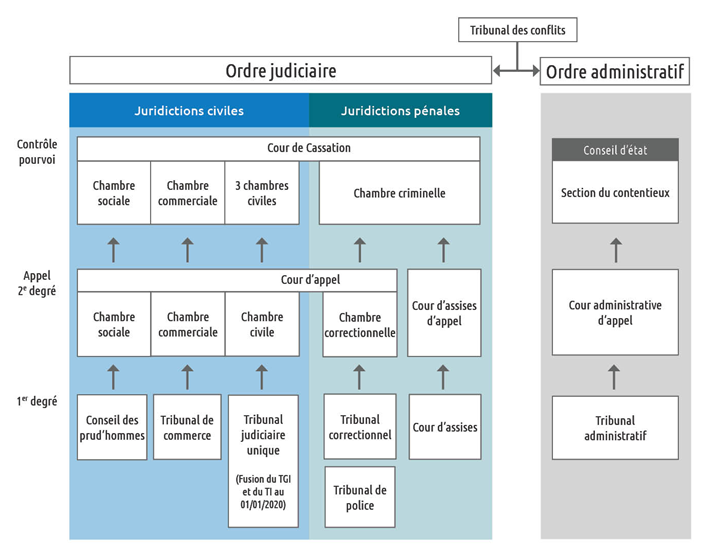 Tribunal des conflits
Ordre judiciaire
Ordre administratif
Juridictions civiles
Juridictions pénales
Contrôle
pourvoi
Cour de Cassation
Chambre
sociale
Chambre
commerciale
3 chambres
civiles
Chambre criminelle
Conseil d'état
Section du contentieux
Appel
2e degré
Cour d'appel
Chambre
sociale
Chambre
commerciale
Chambre
civile
Chambre
correctionnelle
Cour d'assises
d'appel
Cour administrative
d'appel
1er degré
Conseil des
prud'hommes
Tribunal de
commerce
Tribunal
judiciaire
unique
(Fusion du TGI
et du TI au
01/01/2020)
Tribunal
correctionnel
Cour d'assises
Tribunal
administratif
Tribunal de
police